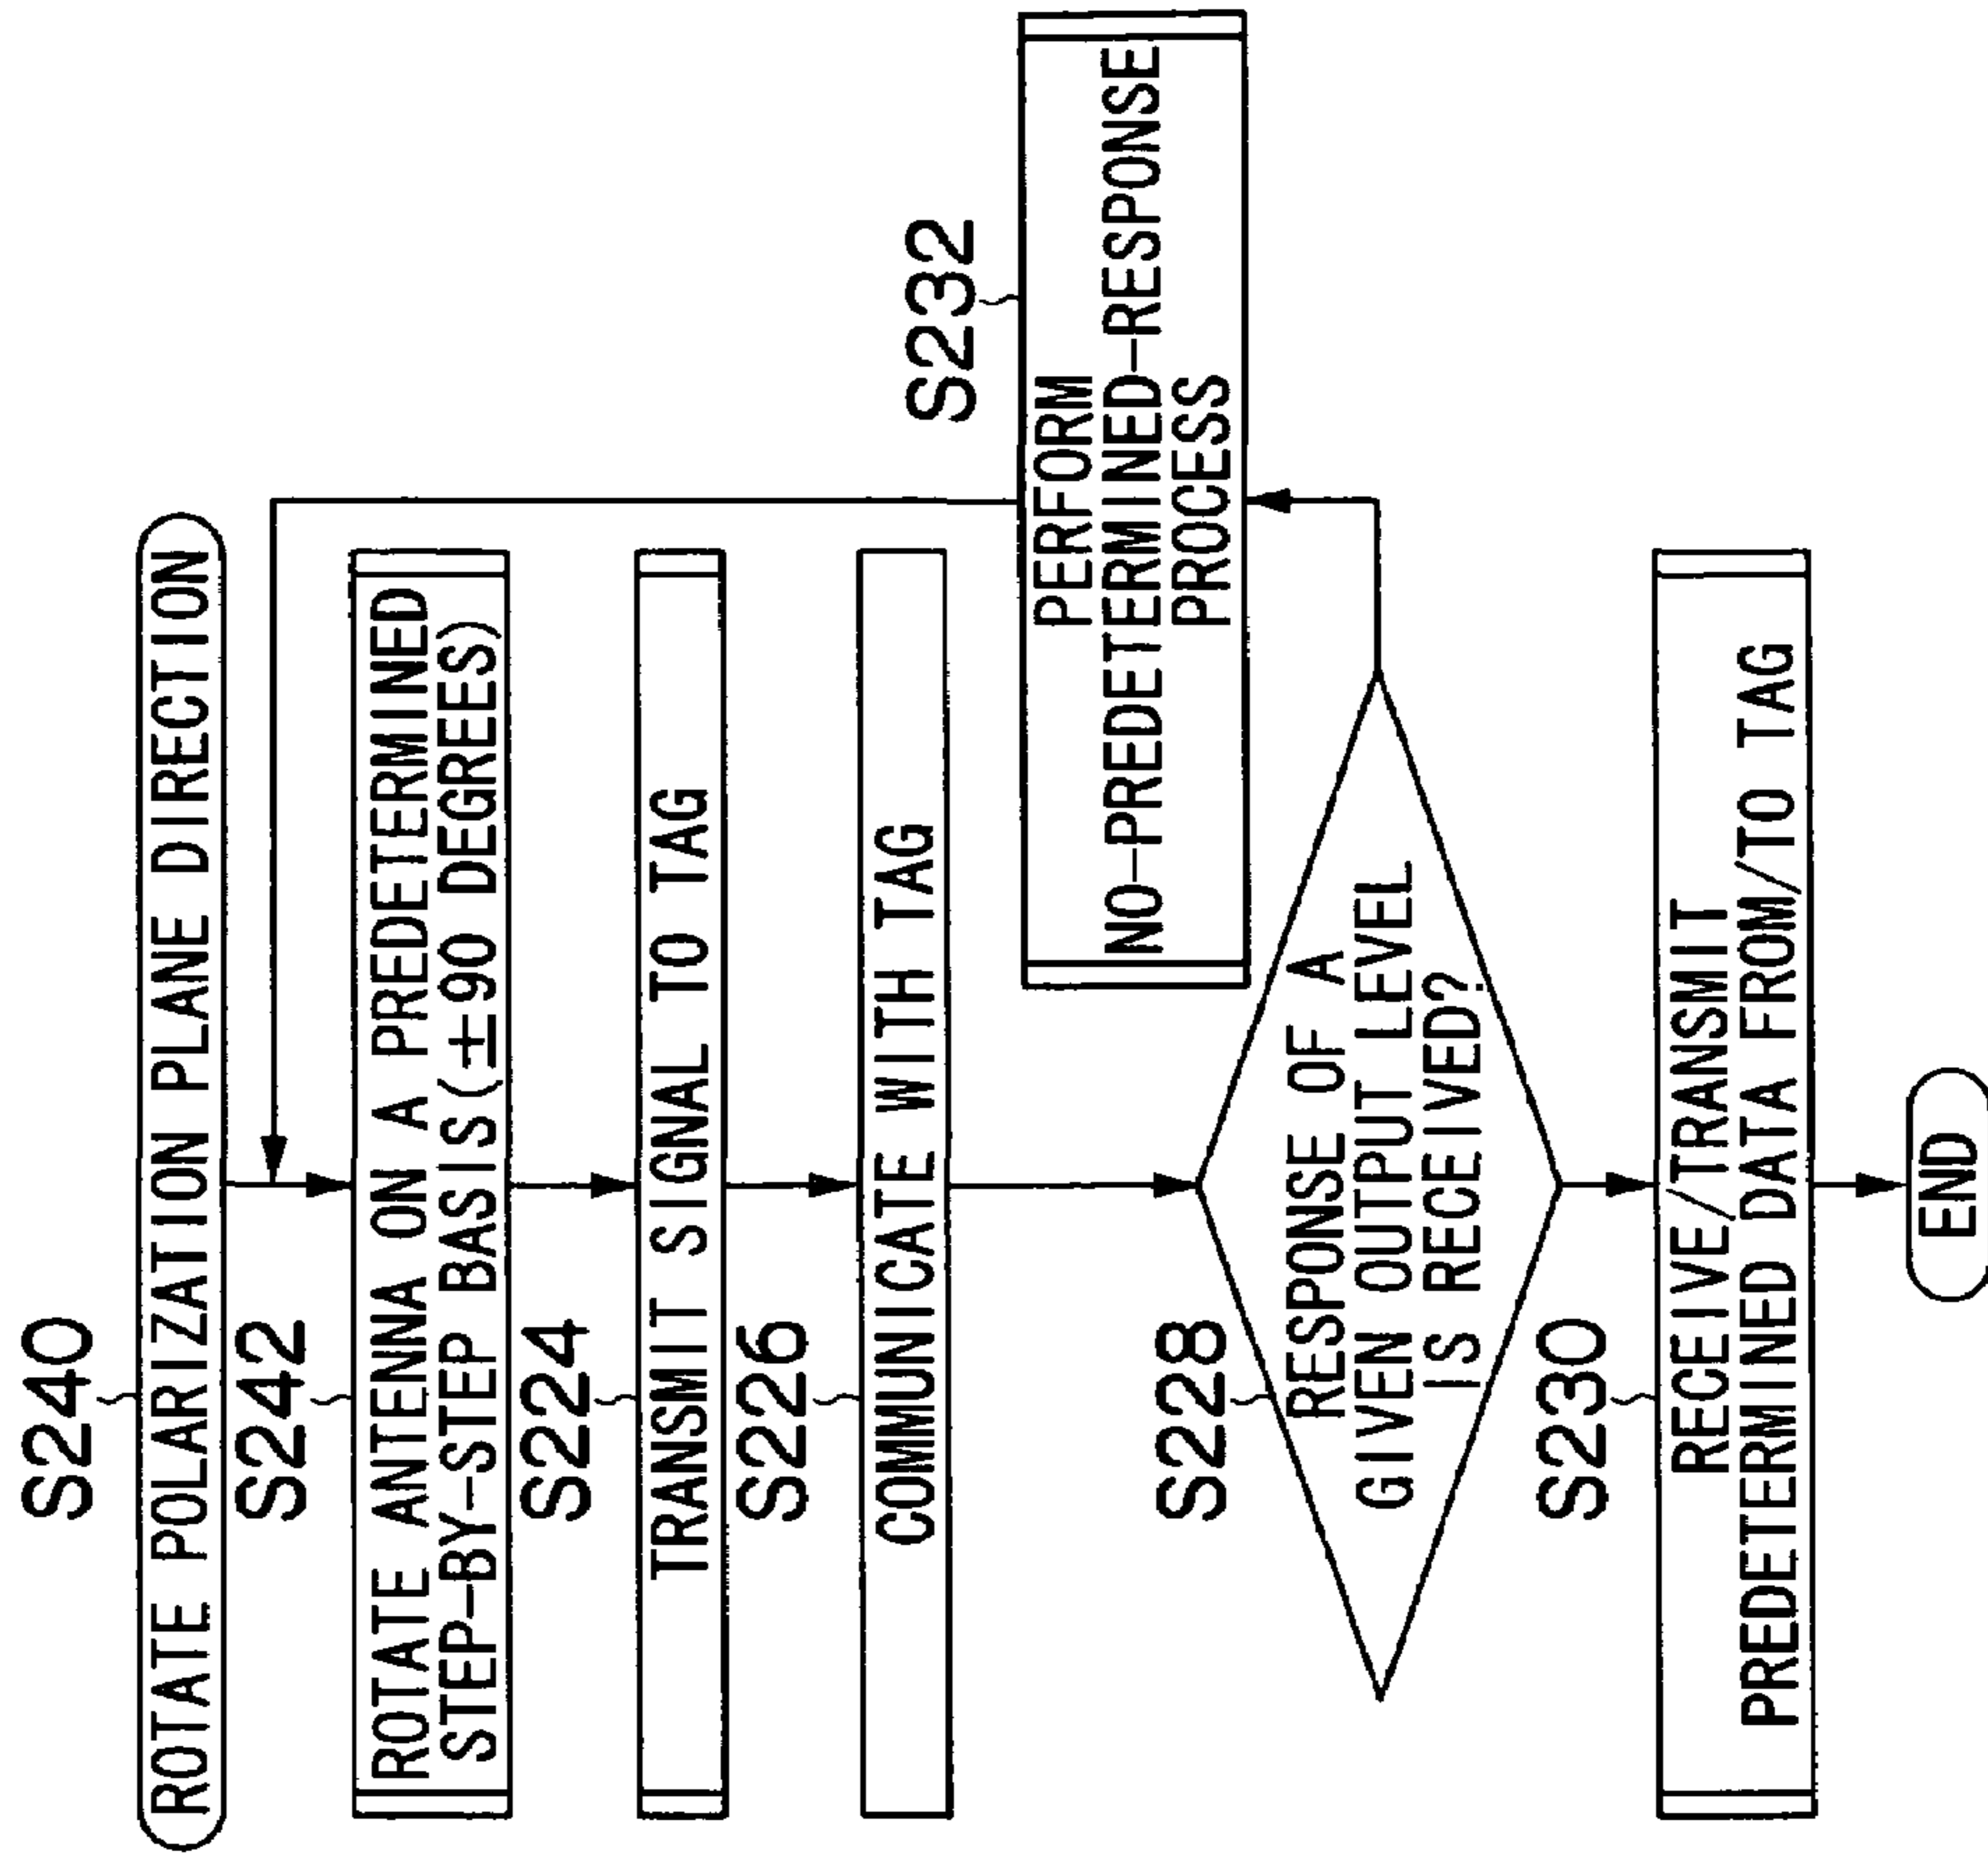 S240
ROTATE POLARIZATION PLANE DIRECTION
S242
ROTATE ANTENNA ON A PREDETERMINED
STEP-BY-STEP BASIS(±90 DEGREES)
S224
TRANSMIT SIGNAL TO TAG
S226
COMMUNICATE WITH TAG
S228
RESPONSE OF A
GIVEN OUTPUT LEVEL
IS RECEIVED?
S232
PERFORM
NO-PREDETERMINED-RESPONSE
PROCESS
S230
RECEIVE/TRANSMIT
PREDETERMINED DATA FROM/TO TAG
END